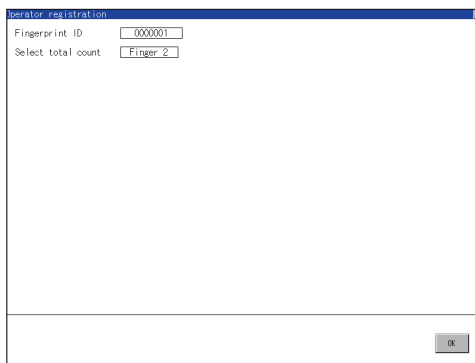 Operator registration
Fingerprint ID 0000001
Select total count Finger 2
OK